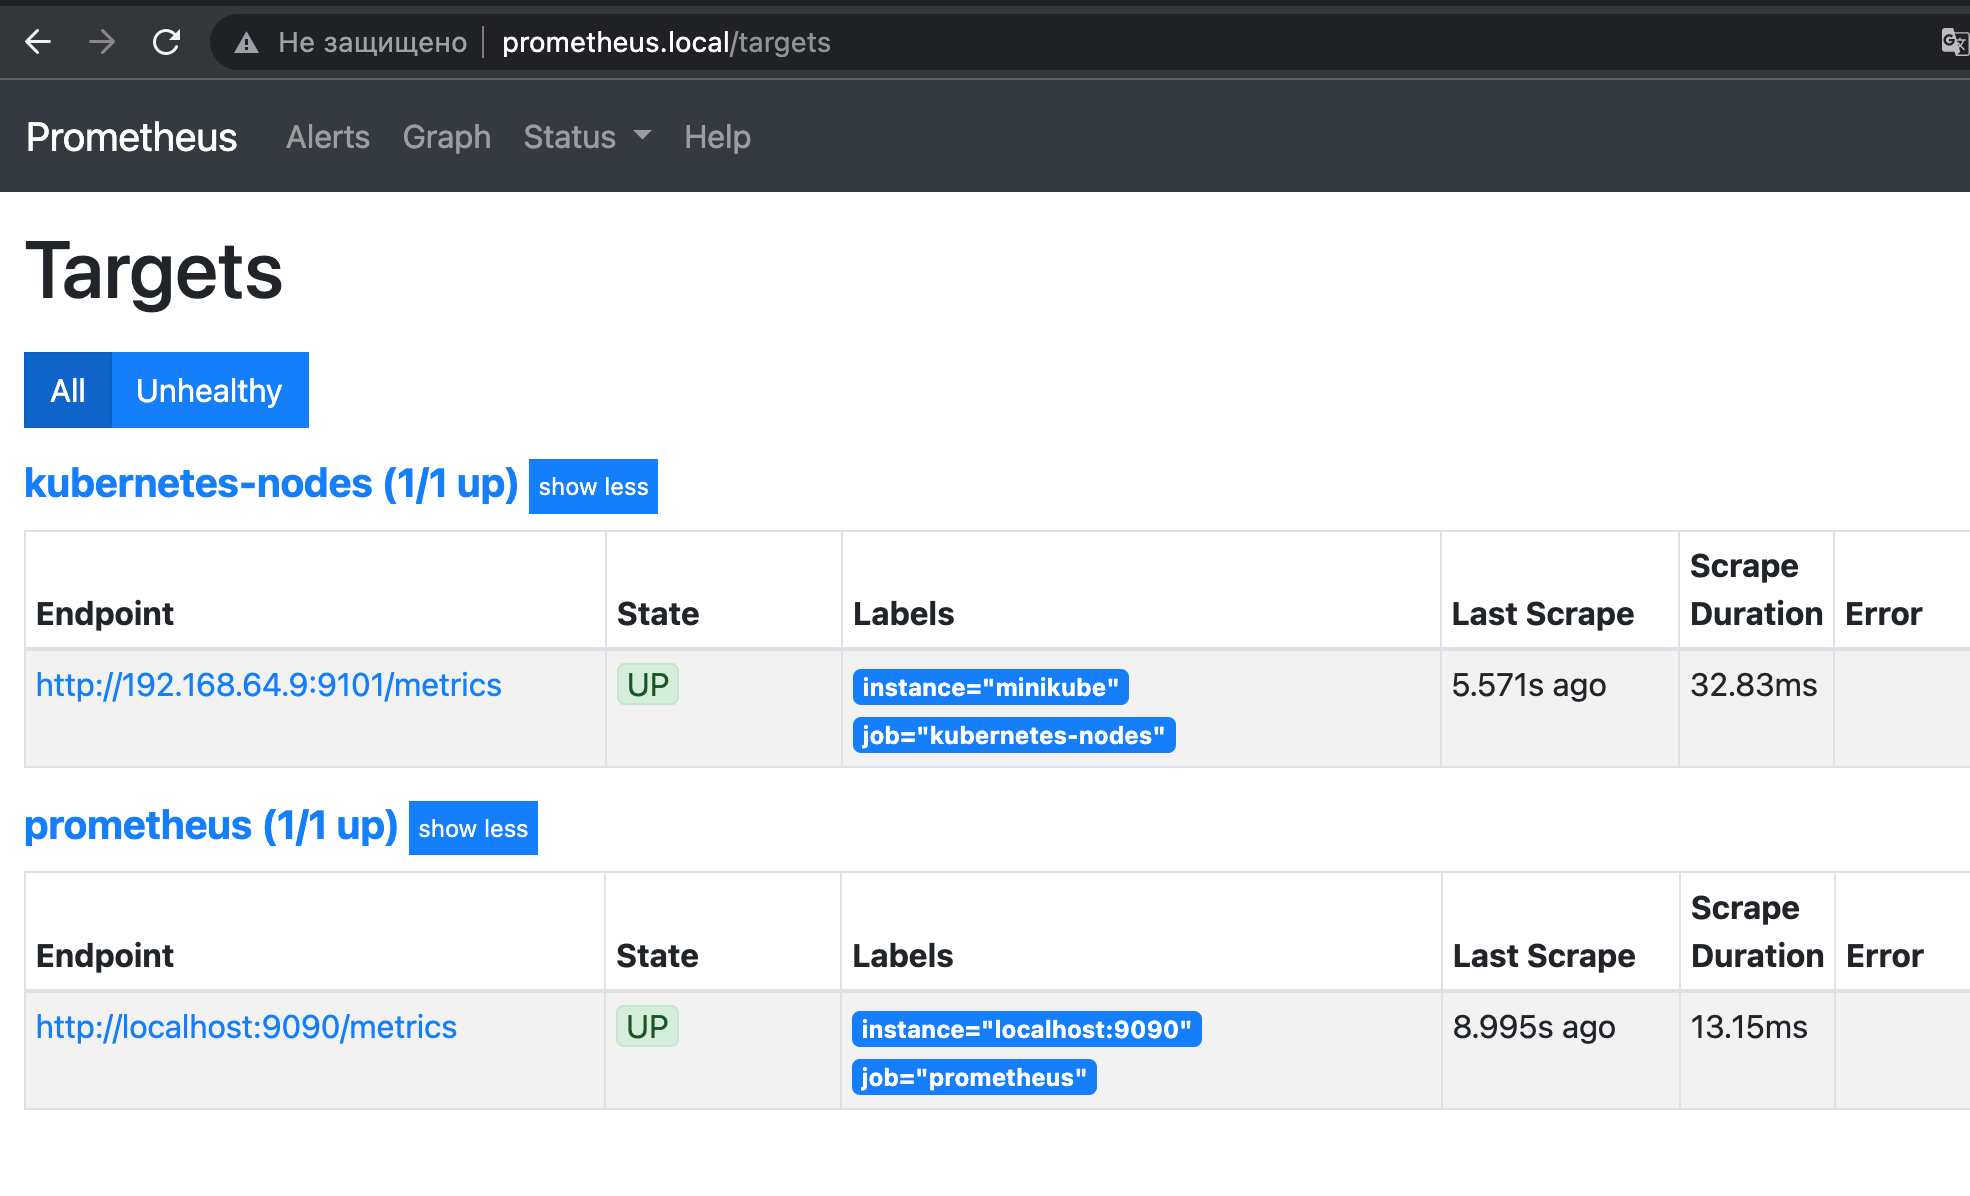 Не защищено prometheus.local/targets
Prometheus Alerts Graph Status Help
Targets
All Unhealthy
kubernetes-nodes (1/1 up) show less
Endpoint State Labels Last Scrape Scrape Duration Error
http://192.168.64.9:9101/metrics UP instance="minikube" 5.571s ago 32.83ms
job="kubernetes-nodes"
prometheus (1/1 up) show less
Endpoint State Labels Last Scrape Scrape Duration Error
http://localhost:9090/metrics UP instance="localhost:9090" 8.995s ago 13.15ms
job="prometheus"